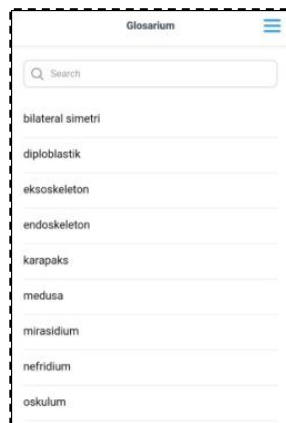 Glosarium
Search
bilateral simetri
diploblastik
eksoskeleton
endoskeleton
karapaks
medusa
mirasidium
nefridium
oskulum